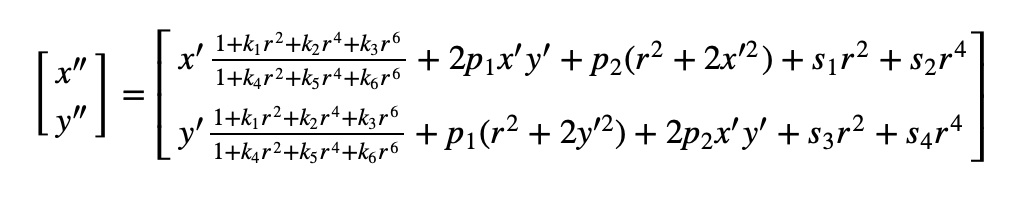 [x″ y″] = [x′ (1+k₁r²+k₂r⁴+k₃r⁶)/(1+k₄r²+k₅r⁴+k₆r⁶) + 2p₁x′y′ + p₂(r² + 2x′²) + s₁r² + s₂r⁴
y′ (1+k₁r²+k₂r⁴+k₃r⁶)/(1+k₄r²+k₅r⁴+k₆r⁶) + p₁(r² + 2y′²) + 2p₂x′y′ + s₃r² + s₄r⁴]